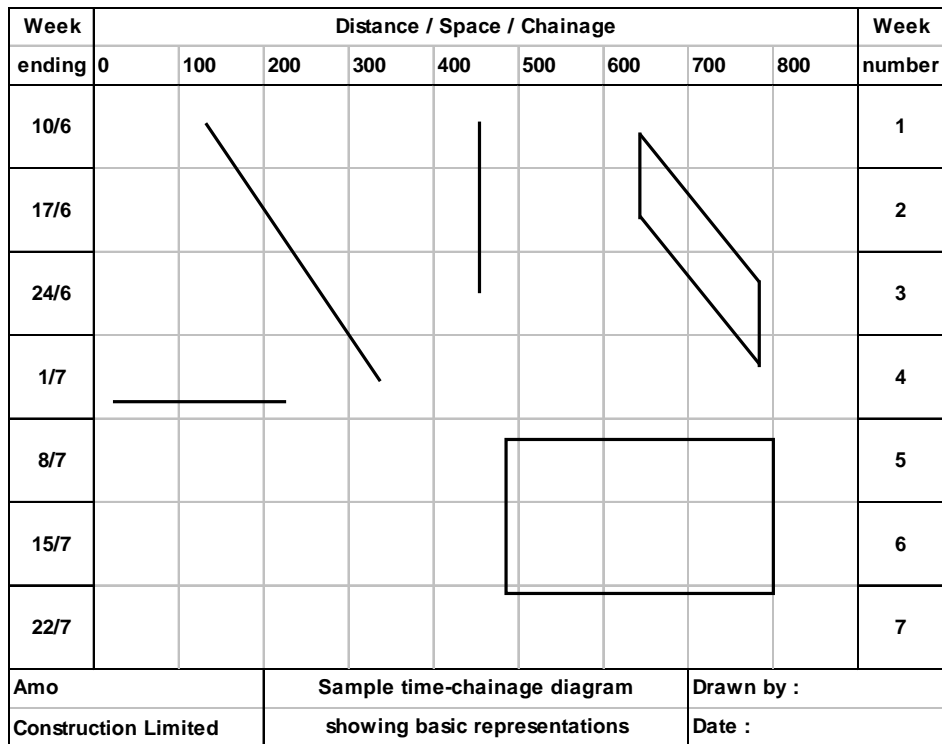 Week Distance / Space / Chainage Week
ending 0 100 200 300 400 500 600 700 800 number
10/6 1
17/6 2
24/6 3
1/7 4
8/7 5
15/7 6
22/7 7
Amo Sample time-chainage diagram Drawn by :
Construction Limited showing basic representations Date :